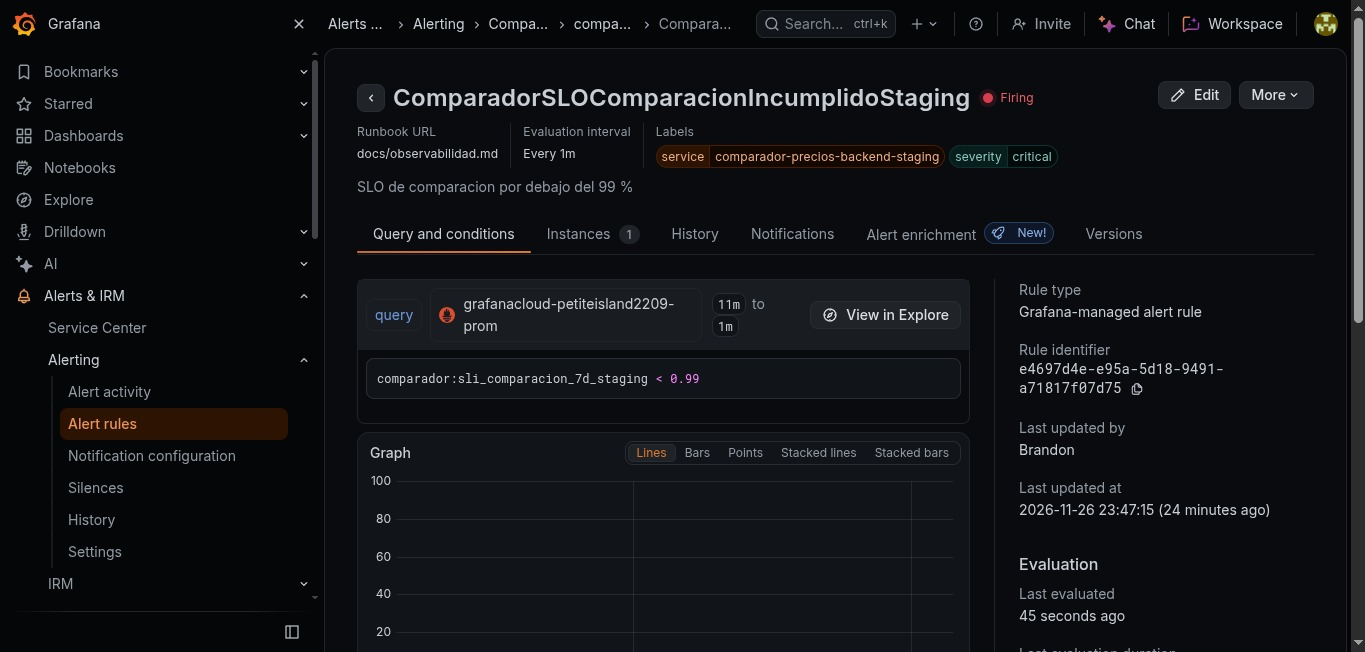 Grafana
Alerts ... > Alerting > Compa... > compa... > Compara...
Search... ctrl+k
Invite
Chat
Workspace
Bookmarks
Starred
Dashboards
Notebooks
Explore
Drilldown
AI
Alerts & IRM
Service Center
Alerting
Alert activity
Alert rules
Notification configuration
Silences
History
Settings
IRM
ComparadorSLOComparacionIncumplidoStaging Firing
Edit
More
Runbook URL
docs/observabilidad.md
Evaluation interval
Every 1m
Labels
service comparador-precios-backend-staging severity critical
SLO de comparacion por debajo del 99 %
Query and conditions Instances 1 History Notifications Alert enrichment New! Versions
query
grafanacloud-petiteisland2209-
prom
11m to
1m
View in Explore
comparador:sli_comparacion_7d_staging < 0.99
Graph
Lines Bars Points Stacked lines Stacked bars
100
80
60
40
20
Rule type
Grafana-managed alert rule
Rule identifier
e4697d4e-e95a-5d18-9491-
a71817f07d75
Last updated by
Brandon
Last updated at
2026-11-26 23:47:15 (24 minutes ago)
Evaluation
Last evaluated
45 seconds ago
Last evaluation duration